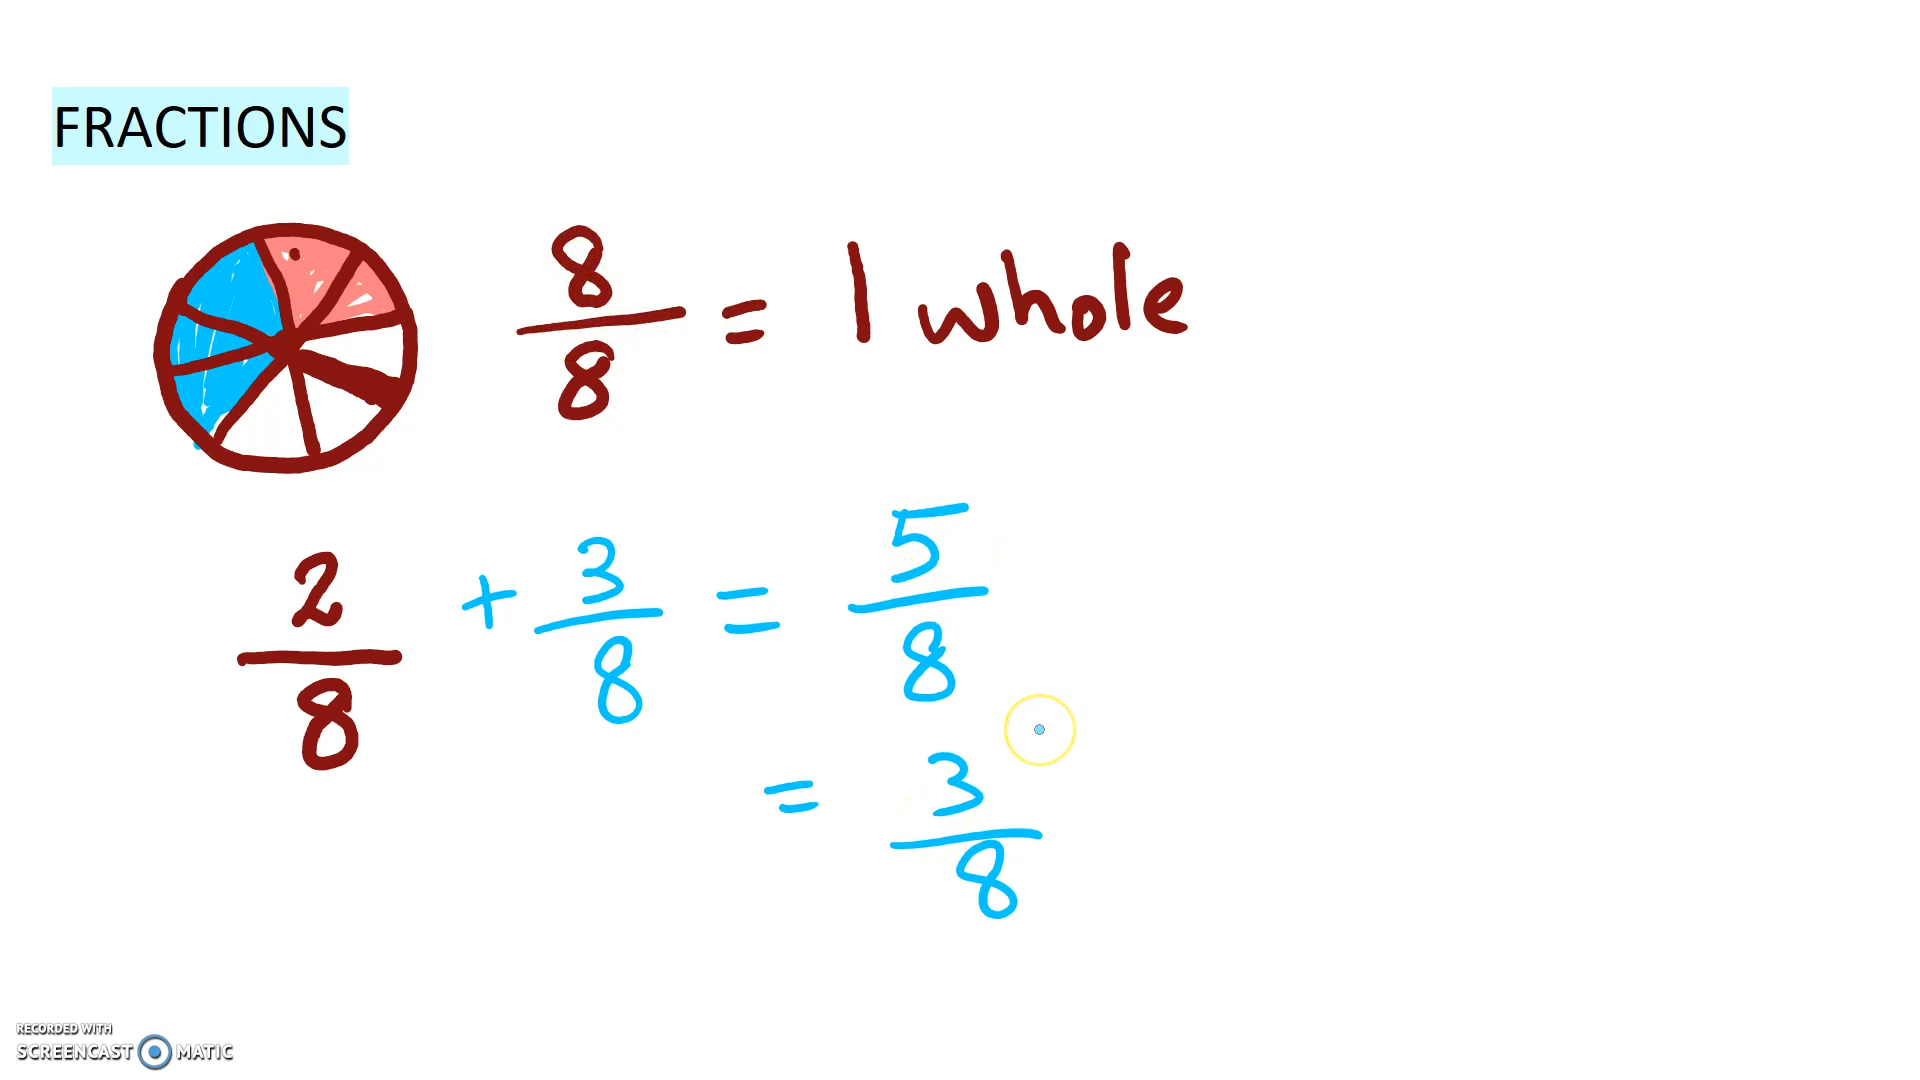 FRACTIONS
8/8 = 1 whole
2/8 + 3/8 = 5/8
= 3/8
RECORDED WITH
SCREENCAST MATIC